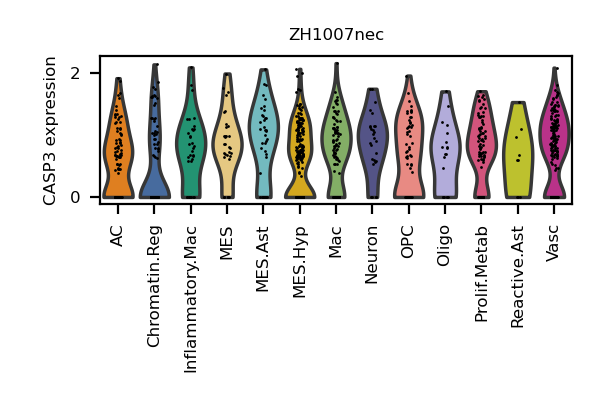 ZH1007nec
CASP3 expression
2
0
AC
Chromatin.Reg
Inflammatory.Mac
MES
MES.Ast
MES.Hyp
Mac
Neuron
OPC
Oligo
Prolif.Metab
Reactive.Ast
Vasc